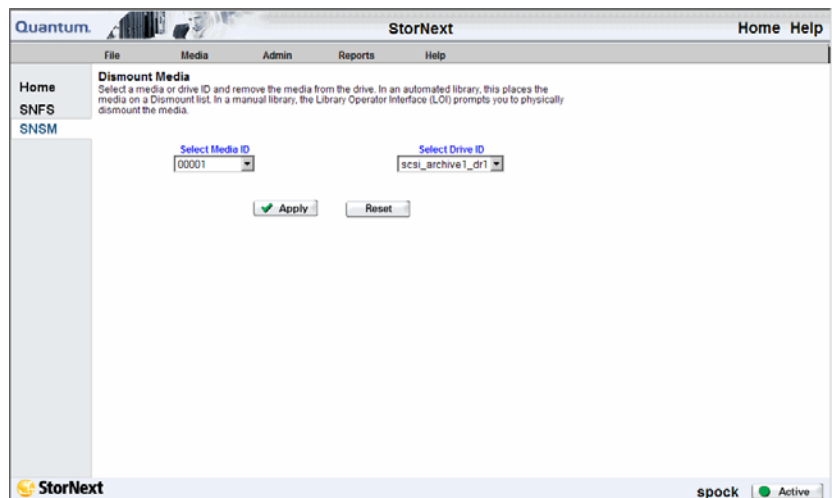 Quantum. StorNext Home Help
File Media Admin Reports Help
Home
SNFS
SNSM
Dismount Media
Select a media or drive ID and remove the media from the drive. In an automated library, this places the
media on a Dismount list. In a manual library, the Library Operator Interface (LOI) prompts you to physically
dismount the media.
Select Media ID Select Drive ID
00001 scsi_archive1_dr1
Apply Reset
StorNext spock Active